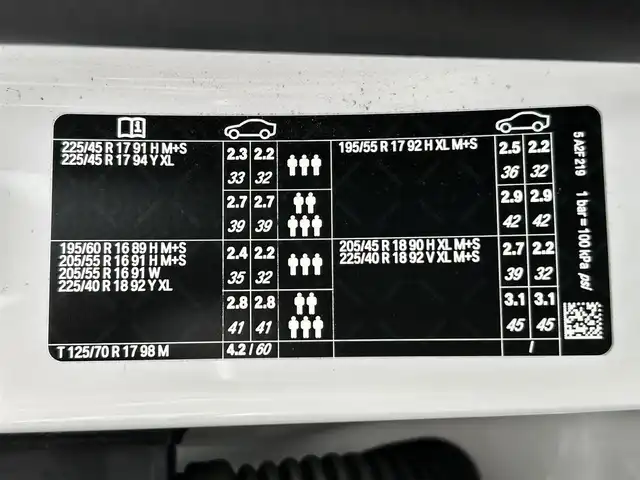 225/45 R 17 91 H M+S
225/45 R 17 94 Y XL
2.3 2.2
33 32
2.7 2.7
39 39
195/60 R 16 89 H M+S
205/55 R 16 91 H M+S
205/55 R 16 91 W
225/40 R 18 92 Y XL
2.4 2.2
35 32
2.8 2.8
41 41
T 125/70 R 17 98 M
4.2 / 60
195/55 R 17 92 H XL M+S
2.5 2.2
36 32
2.9 2.9
42 42
205/45 R 18 90 H XL M+S
225/40 R 18 92 V XL M+S
2.7 2.2
39 32
3.1 3.1
45 45
/
5 A2F 219
1 bar = 100 kPa psi